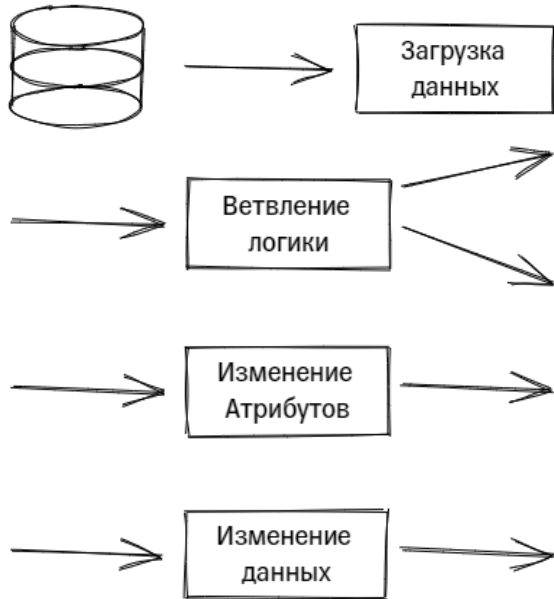 Загрузка
данных
Ветвление
логики
Изменение
Атрибутов
Изменение
данных